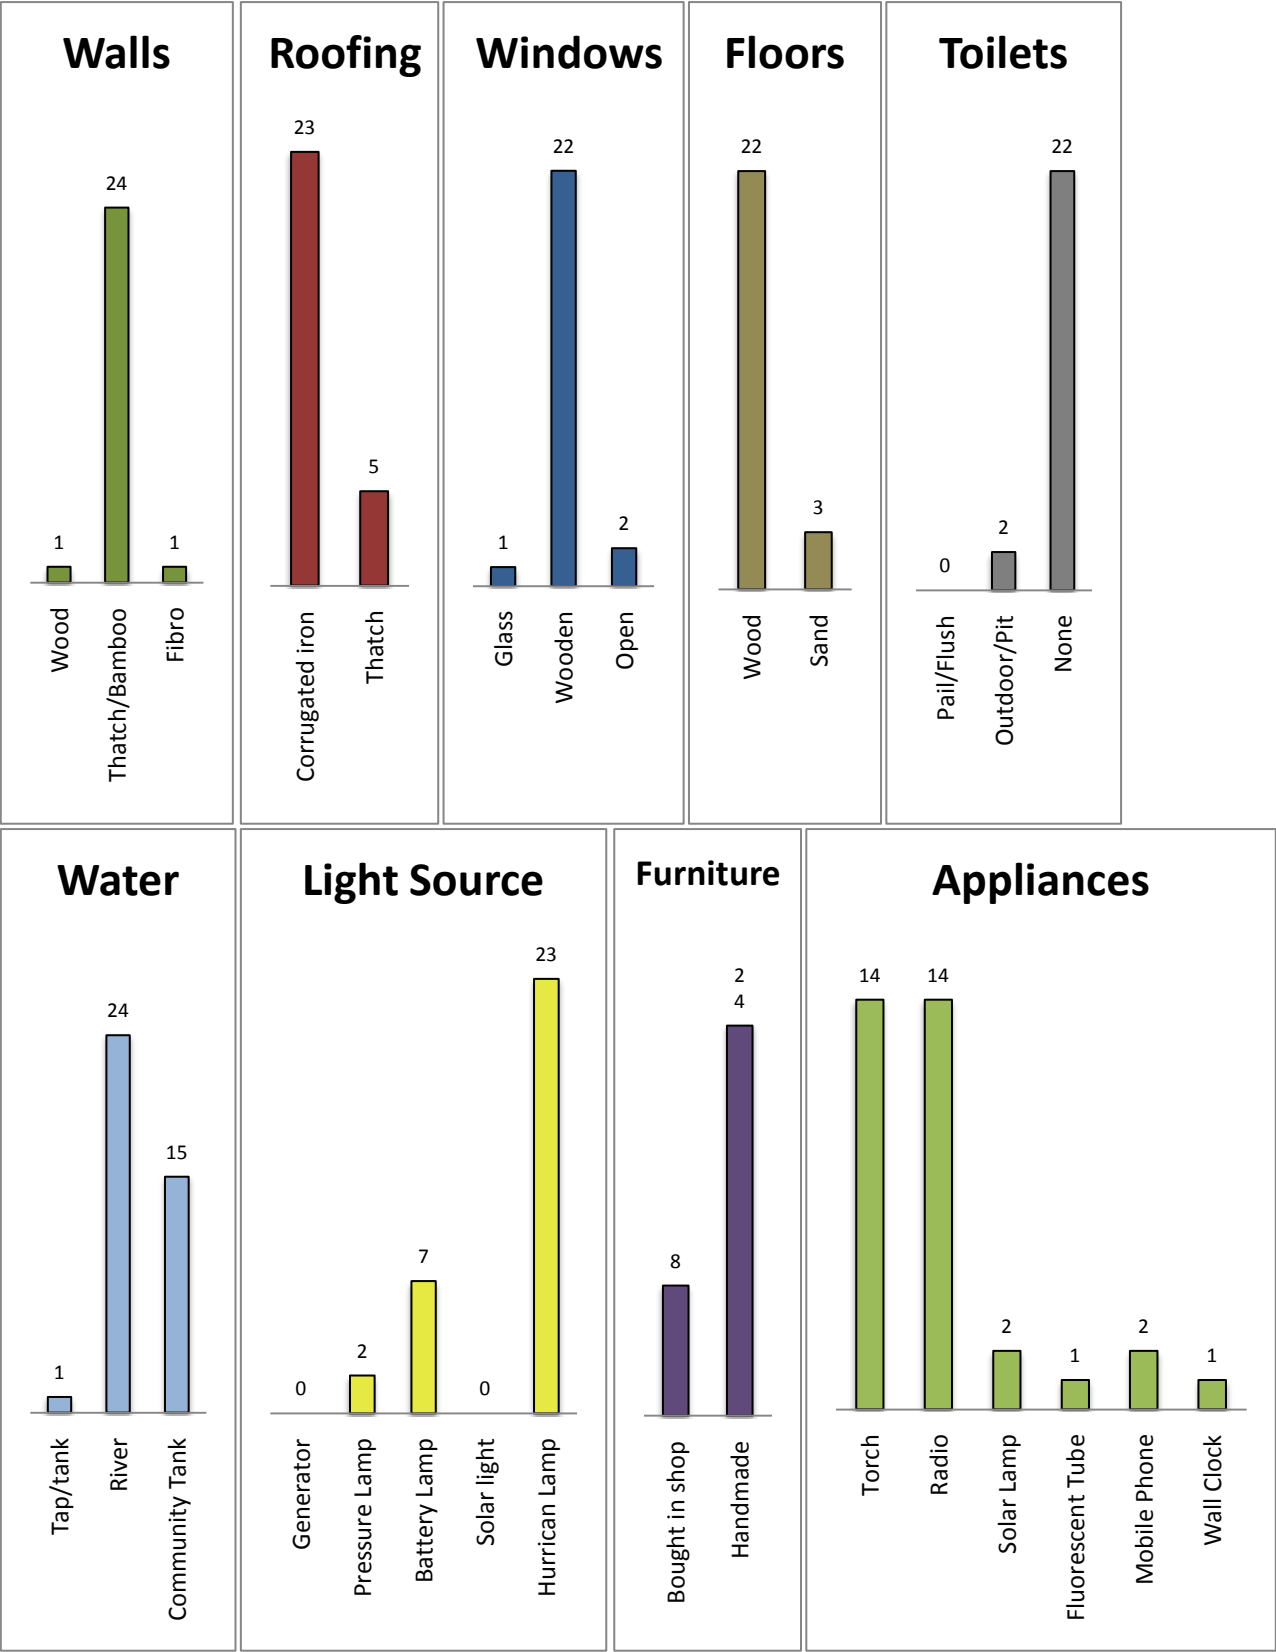 Walls
24
1
1
Wood
Thatch/Bamboo
Fibro
Roofing
23
5
Corrugated iron
Thatch
Windows
22
1
2
Glass
Wooden
Open
Floors
22
3
Wood
Sand
Toilets
22
0
2
Pail/Flush
Outdoor/Pit
None
Water
24
15
1
Tap/tank
River
Community Tank
Light Source
23
7
2
0
0
Generator
Pressure Lamp
Battery Lamp
Solar light
Hurrican Lamp
Furniture
2
4
8
Bought in shop
Handmade
Appliances
14
14
2
1
2
1
Torch
Radio
Solar Lamp
Fluorescent Tube
Mobile Phone
Wall Clock